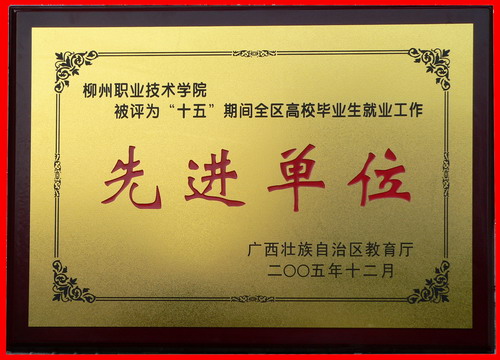 柳州职业技术学院
被评为“十五”期间全区高校毕业生就业工作
先进单位
广西壮族自治区教育厅
二〇〇五年十二月